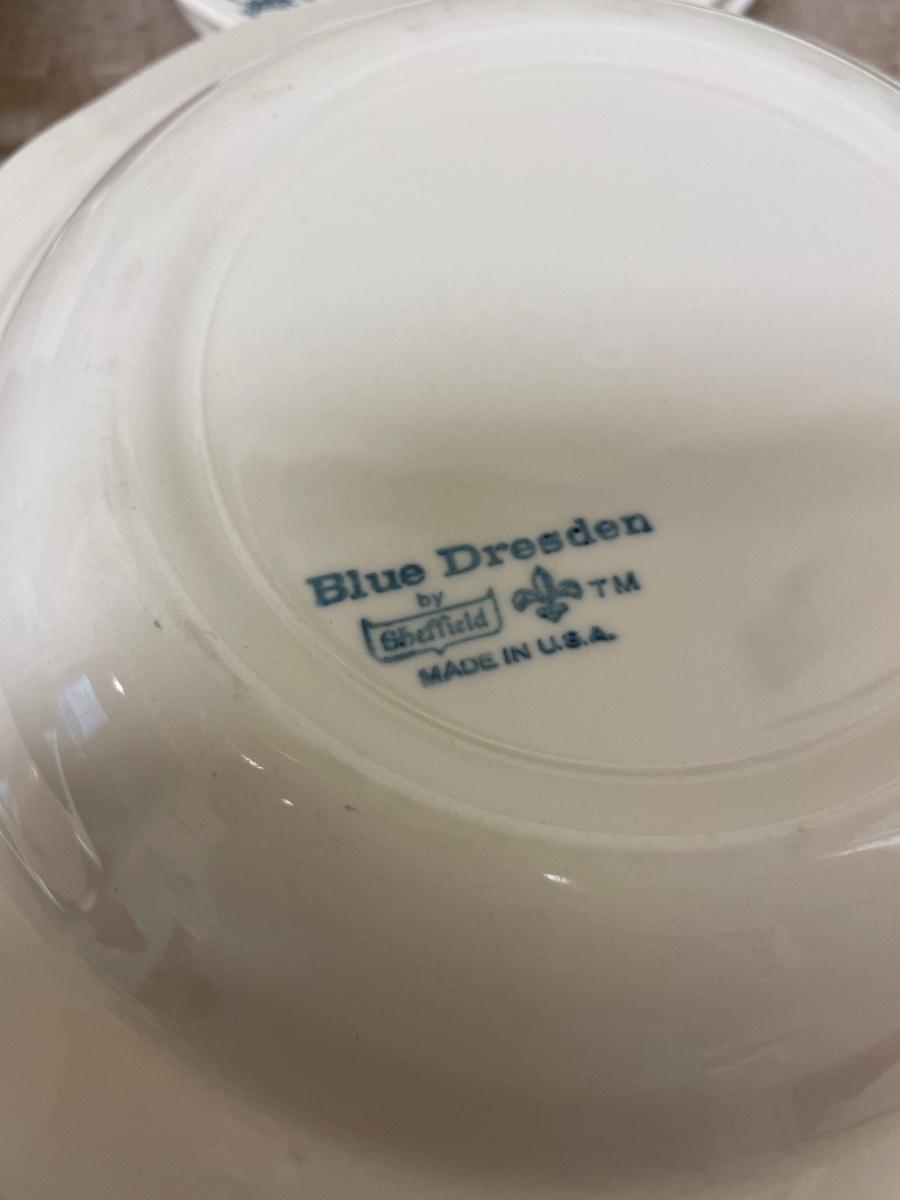 Blue Dresden
by
Sheffield TM
MADE IN U.S.A.